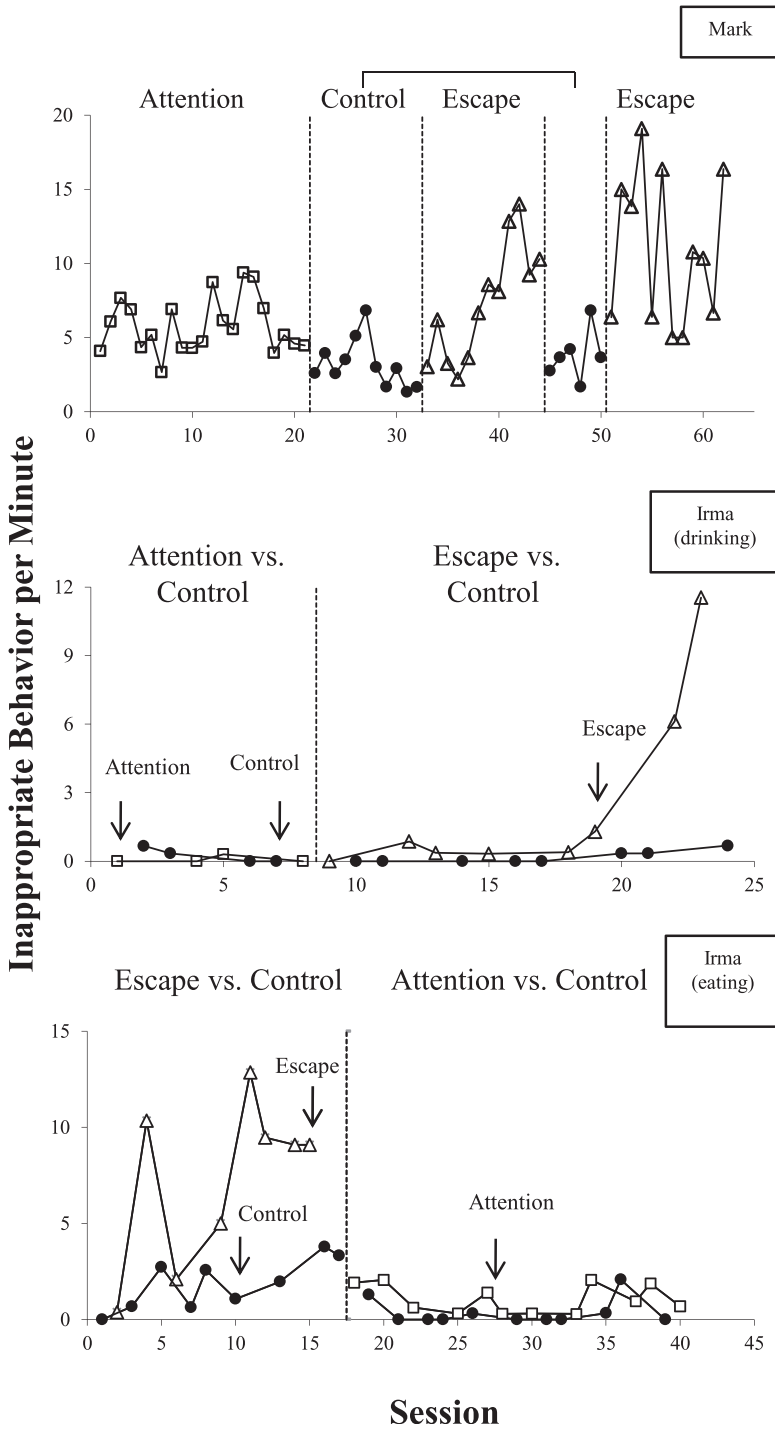 Mark
Attention
Control
Escape
Escape
20
15
10
5
0
0
10
20
30
40
50
60
Inappropriate Behavior per Minute
Irma
(drinking)
Attention vs.
Control
Escape vs.
Control
12
9
6
3
0
Attention
Control
Escape
0
5
10
15
20
25
Irma
(eating)
Escape vs. Control
Attention vs. Control
15
10
5
0
Escape
Control
Attention
0
5
10
15
20
25
30
35
40
45
Session